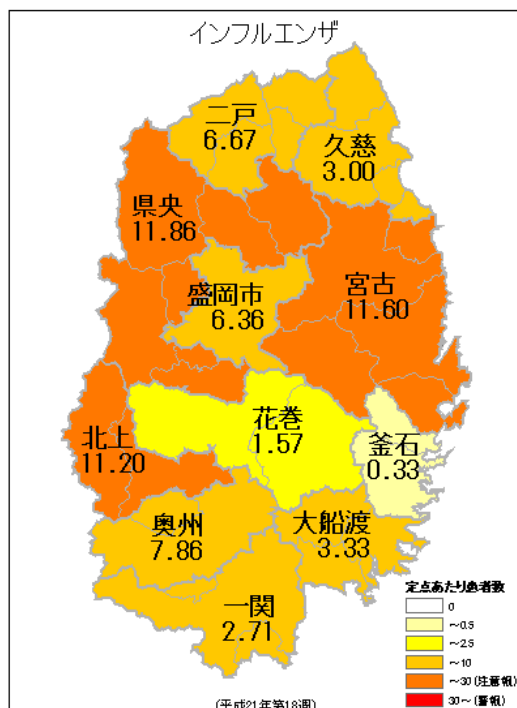 インフルエンザ
二戸
6.67
久慈
3.00
県央
11.86
盛岡市
6.36
宮古
11.60
花巻
1.57
北上
11.20
釜石
0.33
奥州
7.86
大船渡
3.33
一関
2.71
定点あたり患者数
0
～0.5
～2.5
～10
～30(注意報)
30～(警報)
(平成21年第18週)